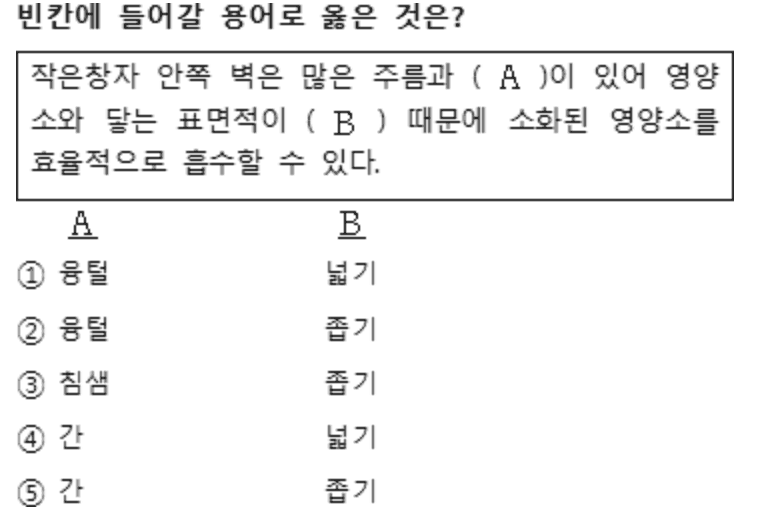 빈칸에 들어갈 용어로 옳은 것은?
작은창자 안쪽 벽은 많은 주름과 ( A )이 있어 영양
소와 닿는 표면적이 ( B ) 때문에 소화된 영양소를
효율적으로 흡수할 수 있다.
A B
① 융털 넓기
② 융털 좁기
③ 침샘 좁기
④ 간 넓기
⑤ 간 좁기